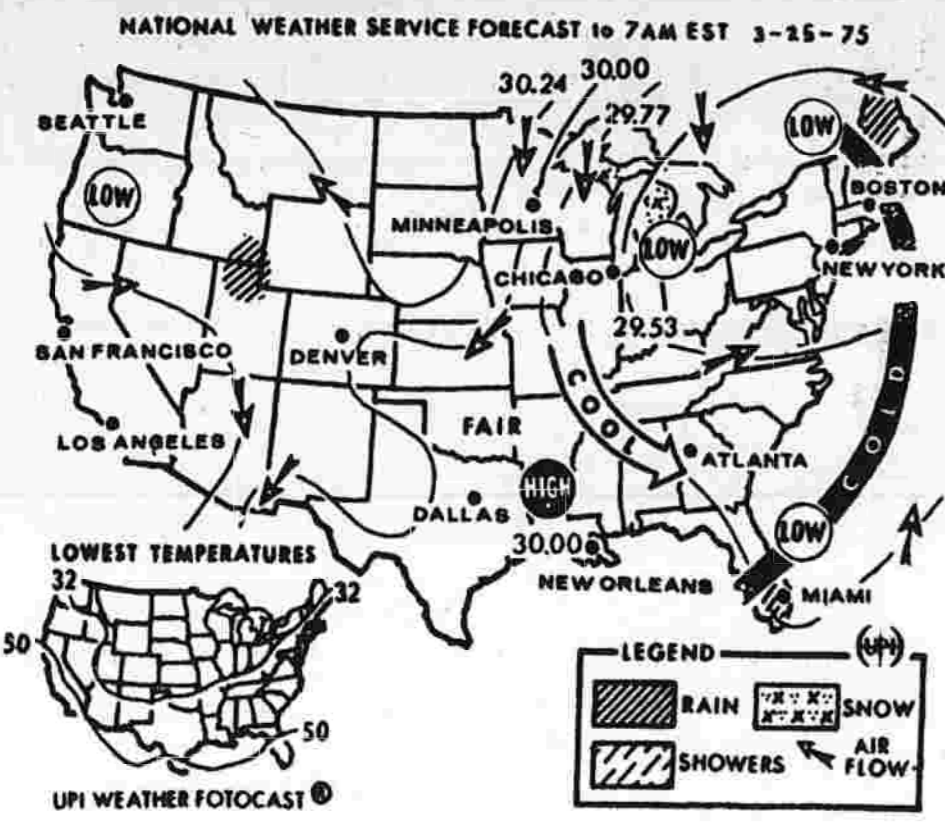 NATIONAL WEATHER SERVICE FORECAST to 7AM EST 3-25-75
30.24
30.00
29.77
LOW
SEATTLE
LOW
BOSTON
MINNEAPOLIS
LOW
CHICAGO
NEW YORK
29.53
SAN FRANCISCO
DENVER
COOL
COLD
FAIR
LOS ANGELES
ATLANTA
HIGH
DALLAS
LOW
30.00
NEW ORLEANS
MIAMI
LOWEST TEMPERATURES
32
32
50
50
UPI WEATHER FOTOCAST ®
LEGEND
UPI
RAIN
SNOW
SHOWERS
AIR
FLOW